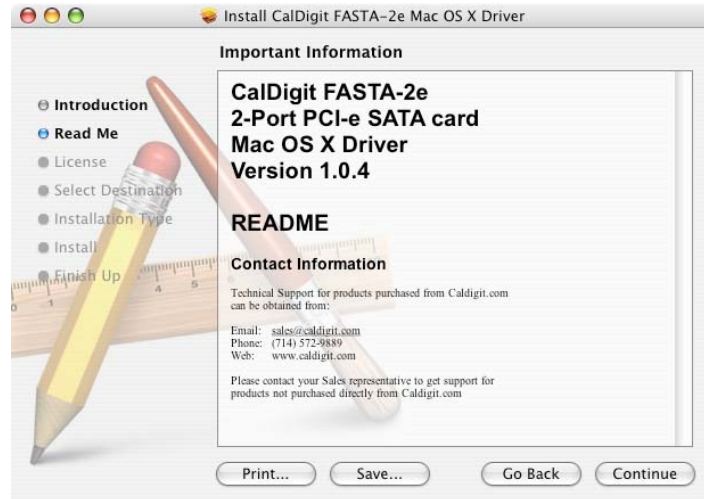 Install CalDigit FASTA-2e Mac OS X Driver
Important Information
Introduction
Read Me
License
Select Destination
Installation Type
Install
Finish Up
CalDigit FASTA-2e
2-Port PCI-e SATA card
Mac OS X Driver
Version 1.0.4
README
Contact Information
Technical Support for products purchased from Caldigit.com
can be obtained from:
Email: sales@caldigit.com
Phone: (714) 572-9889
Web: www.caldigit.com
Please contact your Sales representative to get support for
products not purchased directly from Caldigit.com
0 1 4 5
Print... Save... Go Back Continue